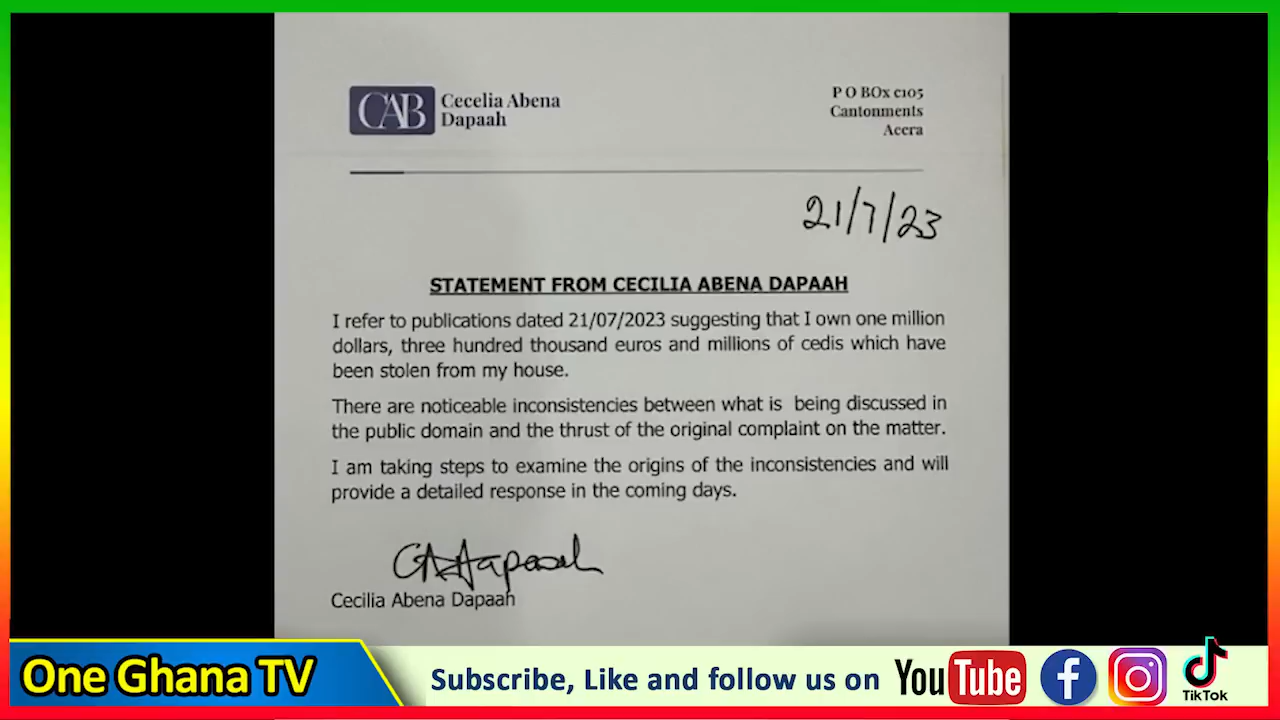 CAB
Cecelia Abena
Dapaah
P O BOx c105
Cantonments
Accra
21/7/23
STATEMENT FROM CECILIA ABENA DAPAAH
I refer to publications dated 21/07/2023 suggesting that I own one million
dollars, three hundred thousand euros and millions of cedis which have
been stolen from my house.
There are noticeable inconsistencies between what is being discussed in
the public domain and the thrust of the original complaint on the matter.
I am taking steps to examine the origins of the inconsistencies and will
provide a detailed response in the coming days.
Cecilia Abena Dapaah
One Ghana TV
Subscribe, Like and follow us on YouTube
TikTok